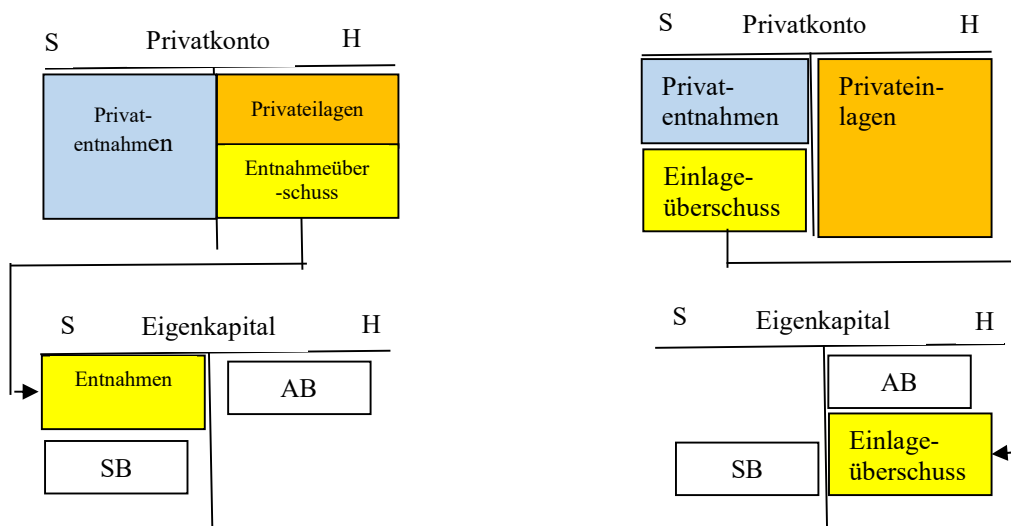 S Privatkonto H
Privat-
entnahmen
Privateilagen
Entnahmeüber
-schuss
S Eigenkapital H
Entnahmen
AB
SB
S Privatkonto H
Privat-
entnahmen
Privatein-
lagen
Einlage-
überschuss
S Eigenkapital H
AB
Einlage-
überschuss
SB